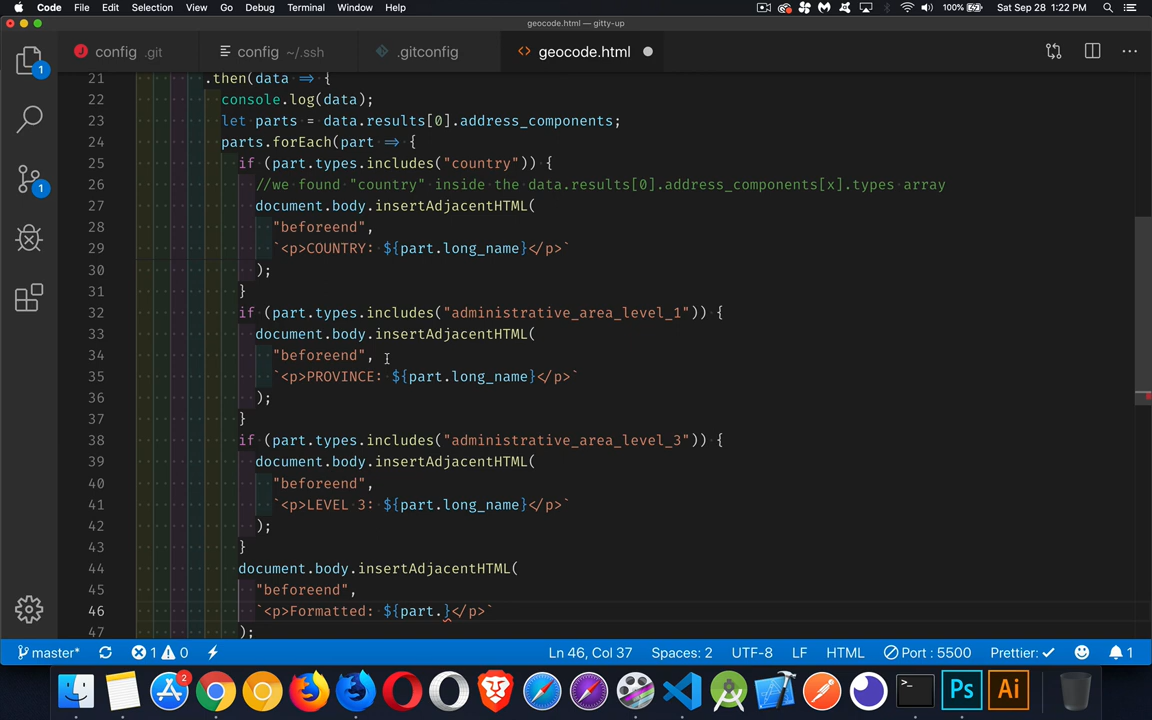 Code File Edit Selection View Go Debug Terminal Window Help 100% Sat Sep 28 1:22 PM
geocode.html — gitty-up
config .git config ~/.ssh .gitconfig <> geocode.html
1
1
21 .then(data => {
22 console.log(data);
23 let parts = data.results[0].address_components;
24 parts.forEach(part => {
25 if (part.types.includes("country")) {
26 //we found "country" inside the data.results[0].address_components[x].types array
27 document.body.insertAdjacentHTML(
28 "beforeend",
29 `<p>COUNTRY: ${part.long_name}</p>`
30 );
31 }
32 if (part.types.includes("administrative_area_level_1")) {
33 document.body.insertAdjacentHTML(
34 "beforeend",
35 `<p>PROVINCE: ${part.long_name}</p>`
36 );
37 }
38 if (part.types.includes("administrative_area_level_3")) {
39 document.body.insertAdjacentHTML(
40 "beforeend",
41 `<p>LEVEL 3: ${part.long_name}</p>`
42 );
43 }
44 document.body.insertAdjacentHTML(
45 "beforeend",
46 `<p>Formatted: ${part.}</p>`
47 );
master* 1 0 Ln 46, Col 37 Spaces: 2 UTF-8 LF HTML Port : 5500 Prettier: ✓ 1
2 >_ Ps Ai